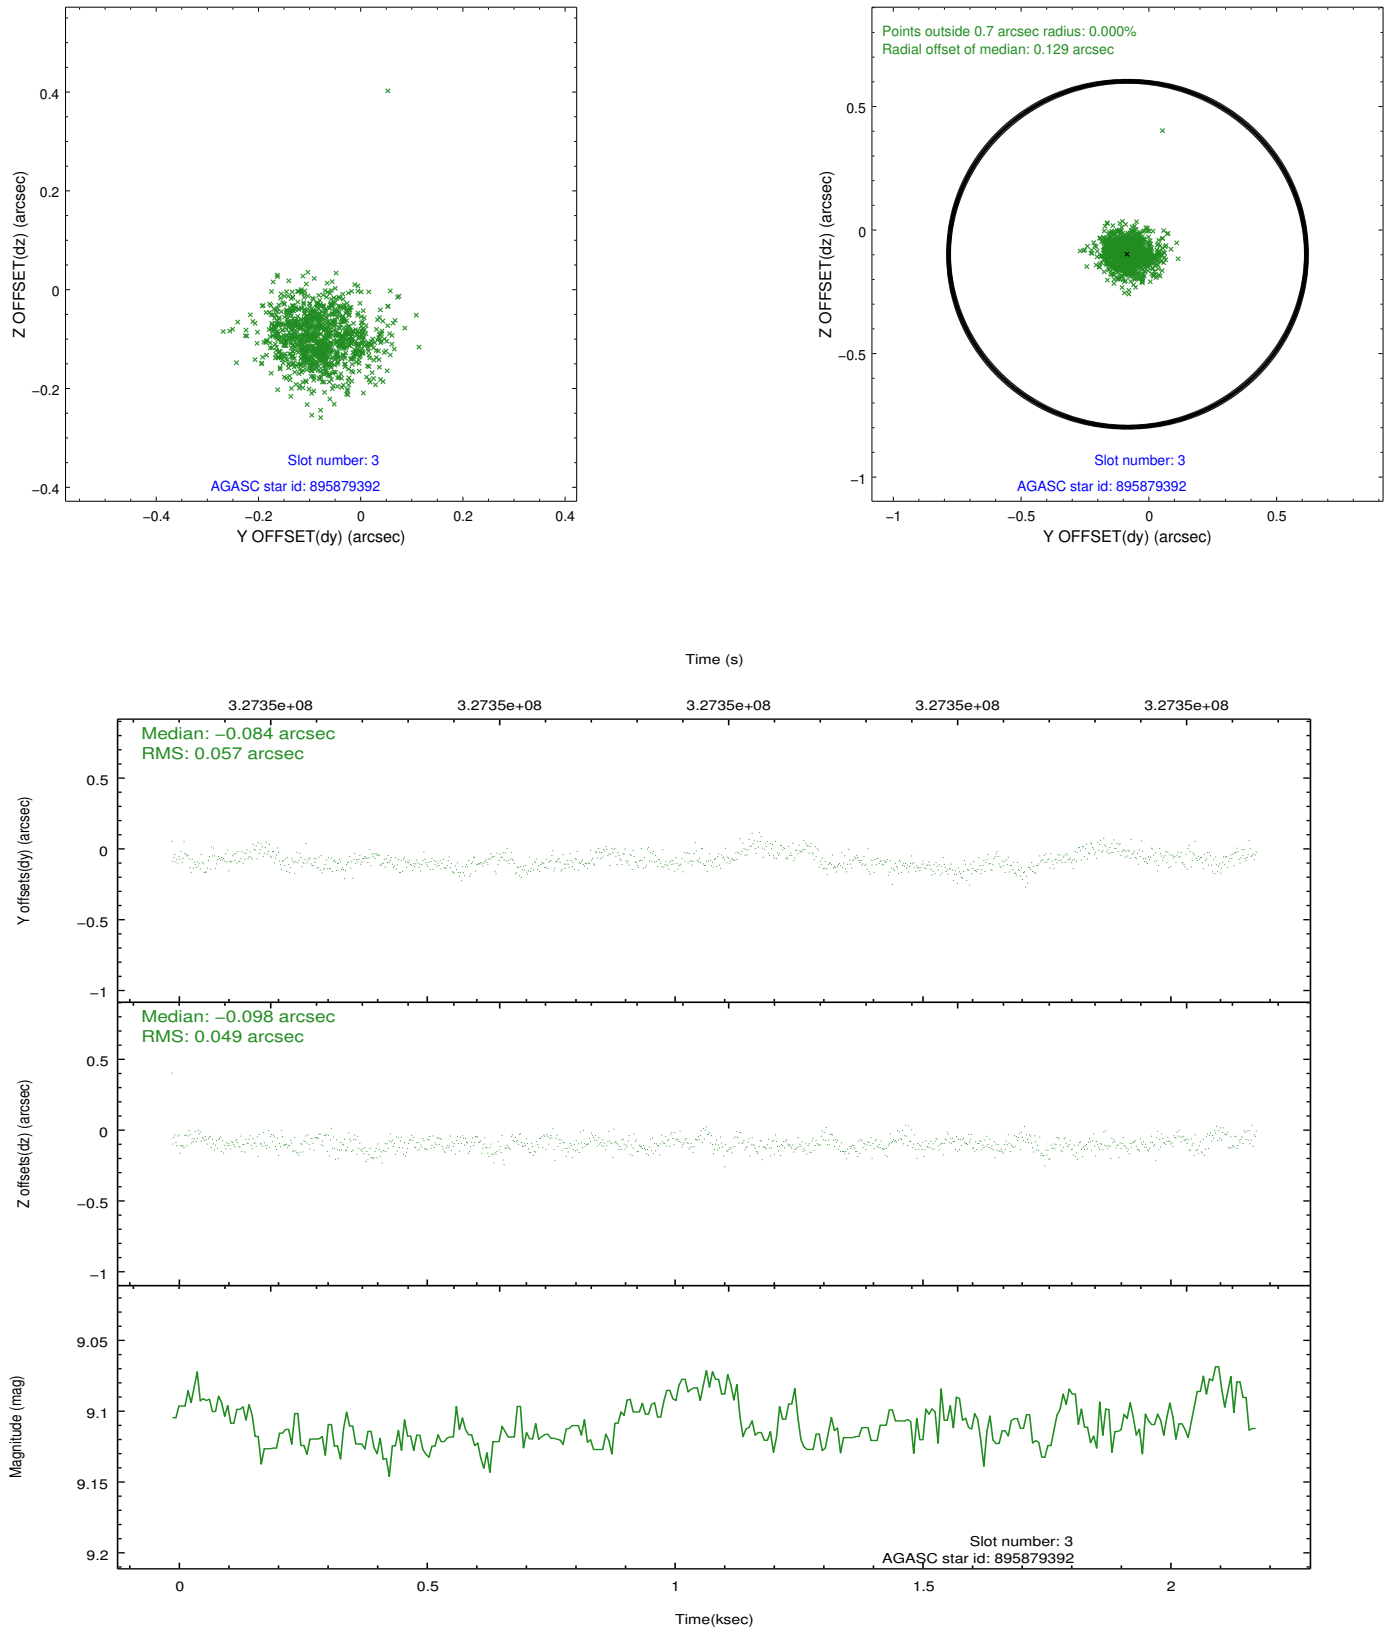 0.4
0.2
0
−0.2
−0.4
Z OFFSET(dz) (arcsec)
Slot number: 3
AGASC star id: 895879392
−0.4
−0.2
0
0.2
0.4
Y OFFSET(dy) (arcsec)
Points outside 0.7 arcsec radius: 0.000%
Radial offset of median: 0.129 arcsec
0.5
0
−0.5
−1
Z OFFSET(dz) (arcsec)
Slot number: 3
AGASC star id: 895879392
−1
−0.5
0
0.5
Y OFFSET(dy) (arcsec)
Time (s)
3.2735e+08
3.2735e+08
3.2735e+08
3.2735e+08
3.2735e+08
Median: −0.084 arcsec
RMS: 0.057 arcsec
0.5
0
−0.5
−1
Y offsets(dy) (arcsec)
Median: −0.098 arcsec
RMS: 0.049 arcsec
0.5
0
−0.5
−1
Z offsets(dz) (arcsec)
9.05
9.1
9.15
9.2
Magnitude (mag)
Slot number: 3
AGASC star id: 895879392
0
0.5
1
1.5
2
Time(ksec)